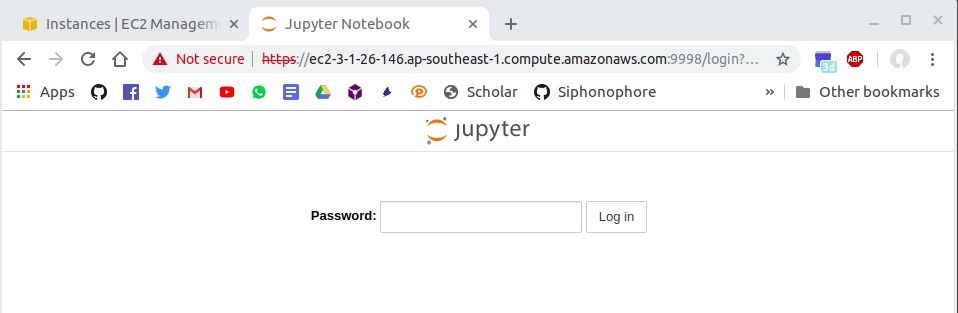 Instances | EC2 Managem
Jupyter Notebook
Not secure | https://ec2-3-1-26-146.ap-southeast-1.compute.amazonaws.com:9998/login?...
ABP
3d
Apps
Scholar
Siphonophore
» Other bookmarks
jupyter
Password:
Log in